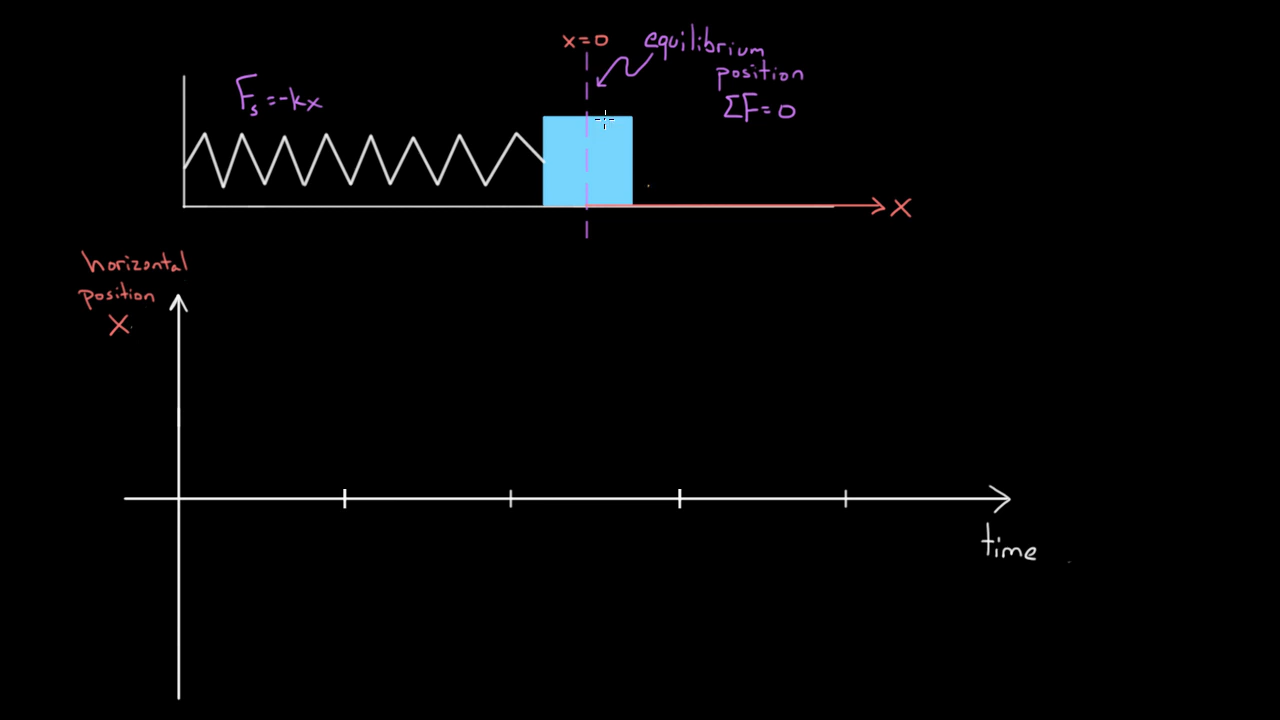 x=0
equilibrium
position
ΣF=0
Fs=-kx
x
horizontal
position
x
time